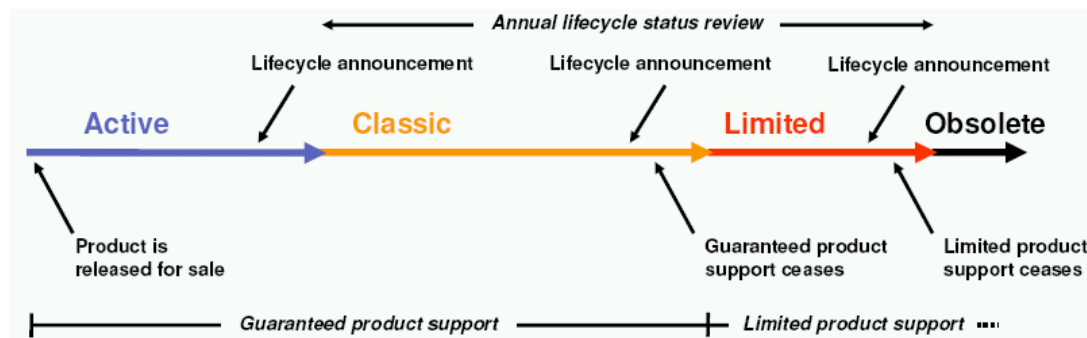 Annual lifecycle status review
Lifecycle announcement
Lifecycle announcement
Lifecycle announcement
Active
Classic
Limited
Obsolete
Product is
released for sale
Guaranteed product
support ceases
Limited product
support ceases
Guaranteed product support
Limited product support